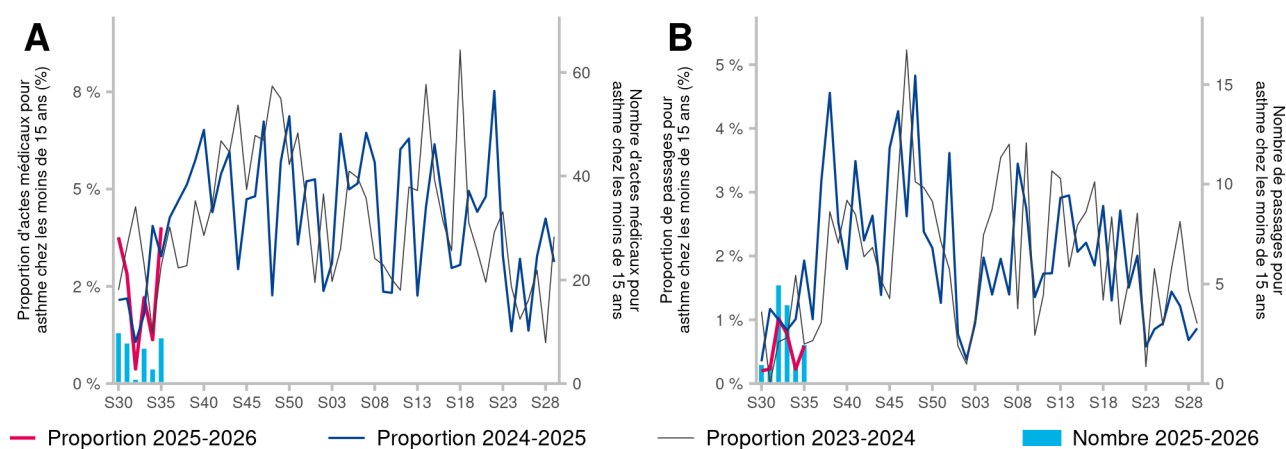 A
Proportion d'actes médicaux pour
asthme chez les moins de 15 ans (%)
8 %
5 %
2 %
0 %
60
40
20
0
Nombre d'actes médicaux pour
asthme chez les moins
de 15 ans
S30 S35 S40 S45 S50 S03 S08 S13 S18 S23 S28
B
Proportion de passages pour
asthme chez les moins de 15 ans (%)
5 %
4 %
3 %
2 %
1 %
0 %
15
10
5
0
Nombre de passages pour
asthme chez les moins
de 15 ans
S30 S35 S40 S45 S50 S03 S08 S13 S18 S23 S28
Proportion 2025-2026 Proportion 2024-2025 Proportion 2023-2024 Nombre 2025-2026